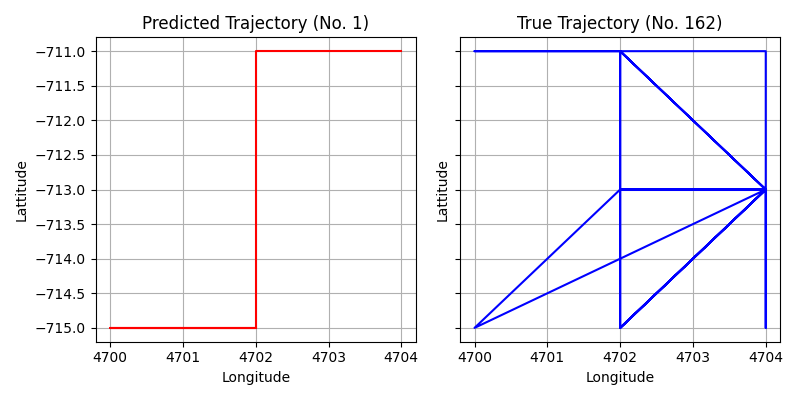 Predicted Trajectory (No. 1)
True Trajectory (No. 162)
−711.0
−711.5
−712.0
−712.5
−713.0
−713.5
−714.0
−714.5
−715.0
Lattitude
Lattitude
4700 4701 4702 4703 4704
4700 4701 4702 4703 4704
Longitude
Longitude